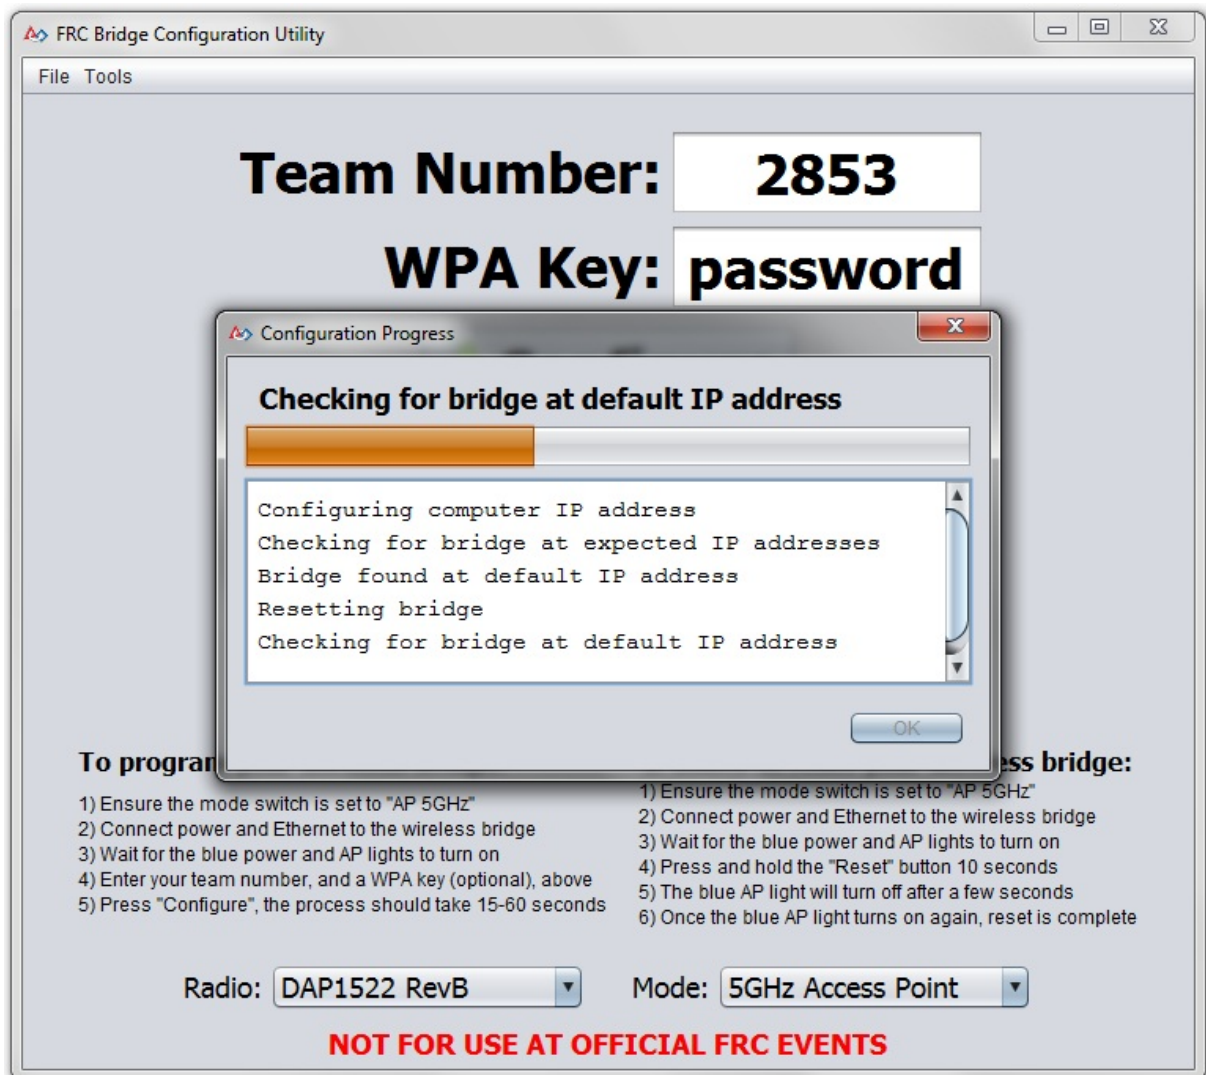 FRC Bridge Configuration Utility
File Tools
Team Number: 2853
WPA Key: password
Configuration Progress
Checking for bridge at default IP address
Configuring computer IP address
Checking for bridge at expected IP addresses
Bridge found at default IP address
Resetting bridge
Checking for bridge at default IP address
OK
To program
1) Ensure the mode switch is set to "AP 5GHz"
2) Connect power and Ethernet to the wireless bridge
3) Wait for the blue power and AP lights to turn on
4) Enter your team number, and a WPA key (optional), above
5) Press "Configure", the process should take 15-60 seconds
bridge:
1) Ensure the mode switch is set to "AP 5GHz"
2) Connect power and Ethernet to the wireless bridge
3) Wait for the blue power and AP lights to turn on
4) Press and hold the "Reset" button 10 seconds
5) The blue AP light will turn off after a few seconds
6) Once the blue AP light turns on again, reset is complete
Radio: DAP1522 RevB
Mode: 5GHz Access Point
NOT FOR USE AT OFFICIAL FRC EVENTS